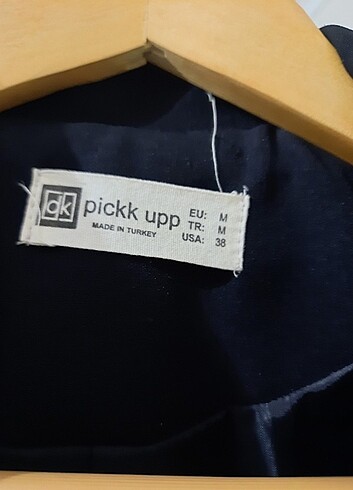 dk pickk upp
MADE IN TURKEY
EU: M
TR: M
USA: 38